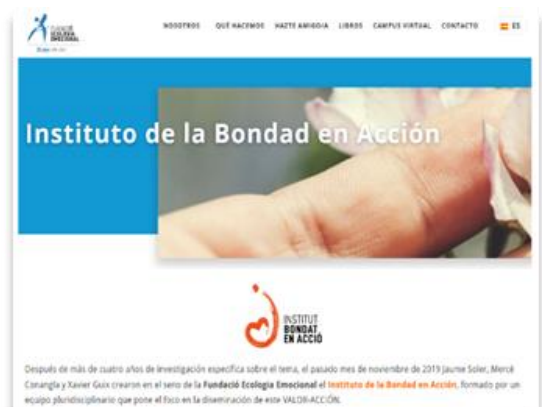 FUNDACIÓ
ECOLOGIA
EMOCIONAL
NOSOTROS QUÉ HACEMOS HAZTE AMIGO/A LIBROS CAMPUS VIRTUAL CONTACTO ES
Instituto de la Bondad en Acción
INSTITUT
BONDAT
EN ACCIÓ
Después de más de cuatro años de investigación específica sobre el tema, el pasado mes de noviembre de 2019 Jaume Soler, Mercè
Conangla y Xavier Guix crearon en el seno de la Fundació Ecologia Emocional el Instituto de la Bondad en Acción, formado por un
equipo pluridisciplinario que pone el foco en la diseminación de este VALOR-ACCIÓN.